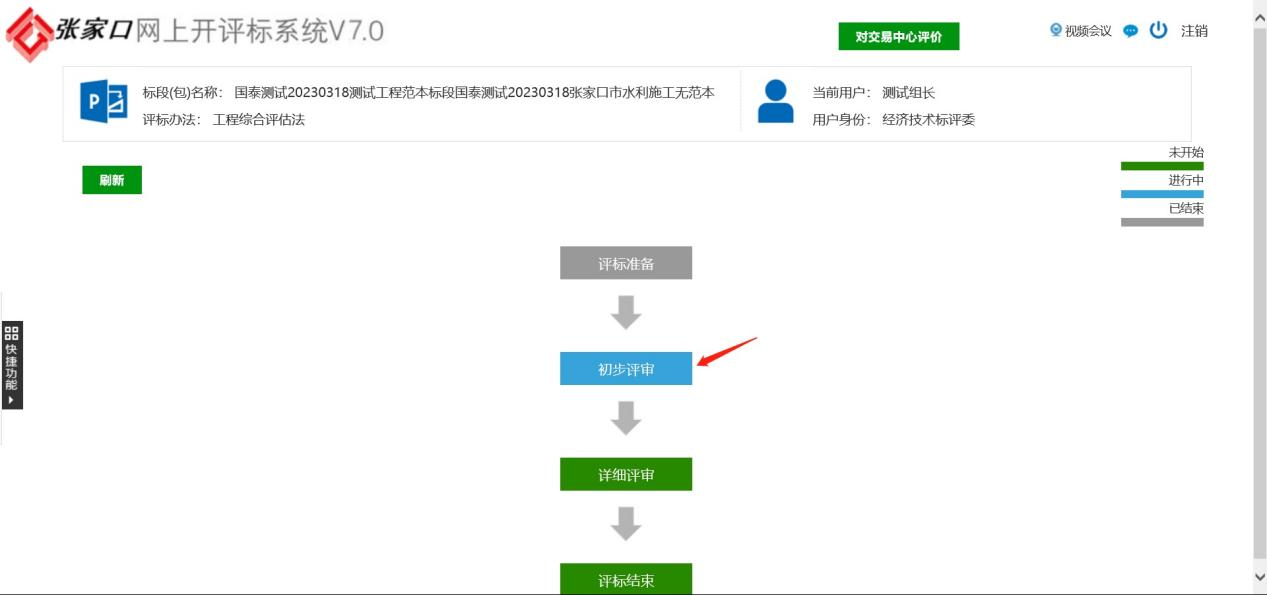 张家口网上开评标系统V7.0
对交易中心评价
视频会议
注销
标段(包)名称： 国泰测试20230318测试工程范本标段国泰测试20230318张家口市水利施工无范本
评标办法： 工程综合评估法
当前用户： 测试组长
用户身份： 经济技术标评委
未开始
进行中
已结束
刷新
评标准备
初步评审
快捷功能
详细评审
评标结束